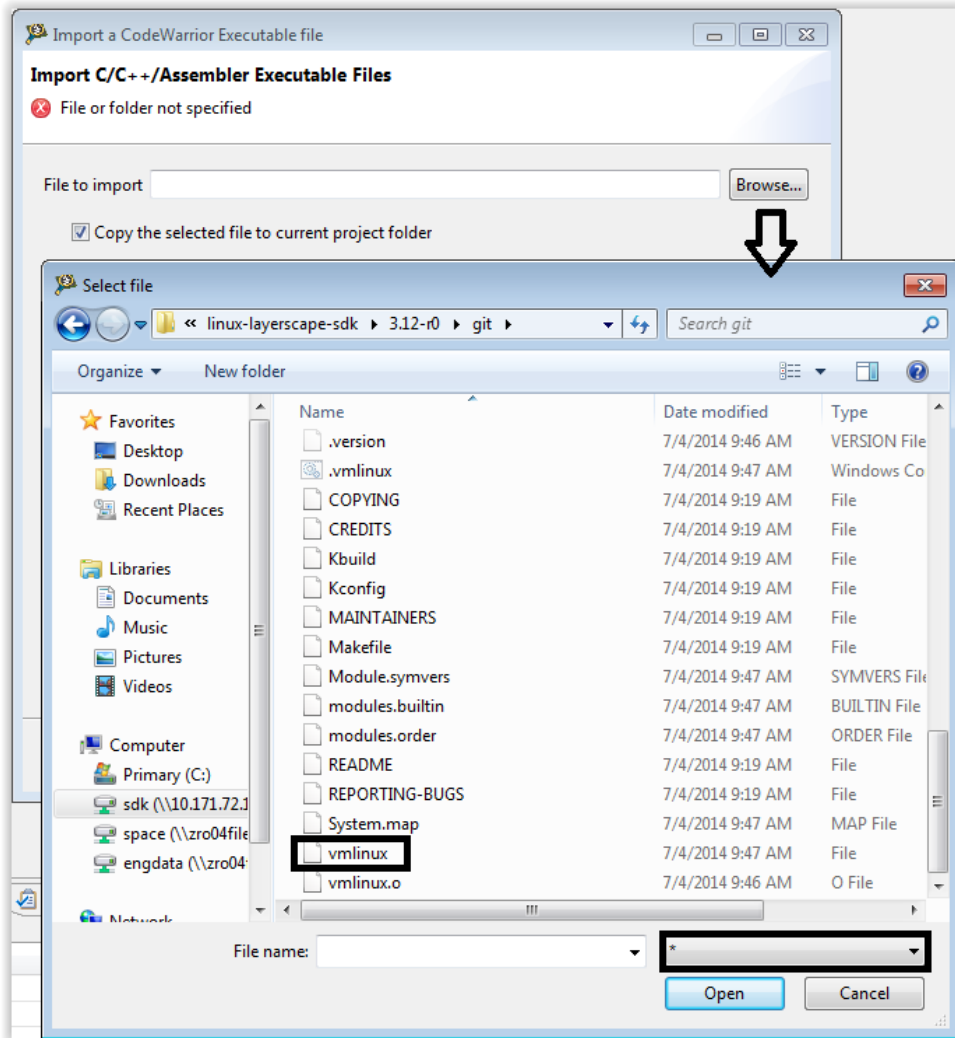 Import a CodeWarrior Executable file
Import C/C++/Assembler Executable Files
File or folder not specified
File to import
Browse...
Copy the selected file to current project folder
Select file
« linux-layerscape-sdk 3.12-r0 git Search git
Organize New folder
Name Date modified Type
Favorites
Desktop
Downloads
Recent Places
Libraries
Documents
Music
Pictures
Videos
Computer
Primary (C:)
sdk (\\10.171.72.1
space (\\zro04file
engdata (\\zro04
Network
.version 7/4/2014 9:46 AM VERSION File
.vmlinux 7/4/2014 9:47 AM Windows Co
COPYING 7/4/2014 9:19 AM File
CREDITS 7/4/2014 9:19 AM File
Kbuild 7/4/2014 9:19 AM File
Kconfig 7/4/2014 9:19 AM File
MAINTAINERS 7/4/2014 9:19 AM File
Makefile 7/4/2014 9:19 AM File
Module.symvers 7/4/2014 9:47 AM SYMVERS File
modules.builtin 7/4/2014 9:47 AM BUILTIN File
modules.order 7/4/2014 9:47 AM ORDER File
README 7/4/2014 9:19 AM File
REPORTING-BUGS 7/4/2014 9:19 AM File
System.map 7/4/2014 9:47 AM MAP File
vmlinux 7/4/2014 9:47 AM File
vmlinux.o 7/4/2014 9:46 AM O File
File name:
*
Open Cancel